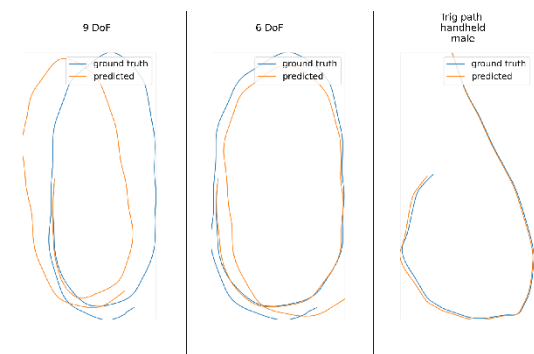 9 DoF
ground truth
predicted
6 DoF
ground truth
predicted
Irig path
handheld
male
ground truth
predicted